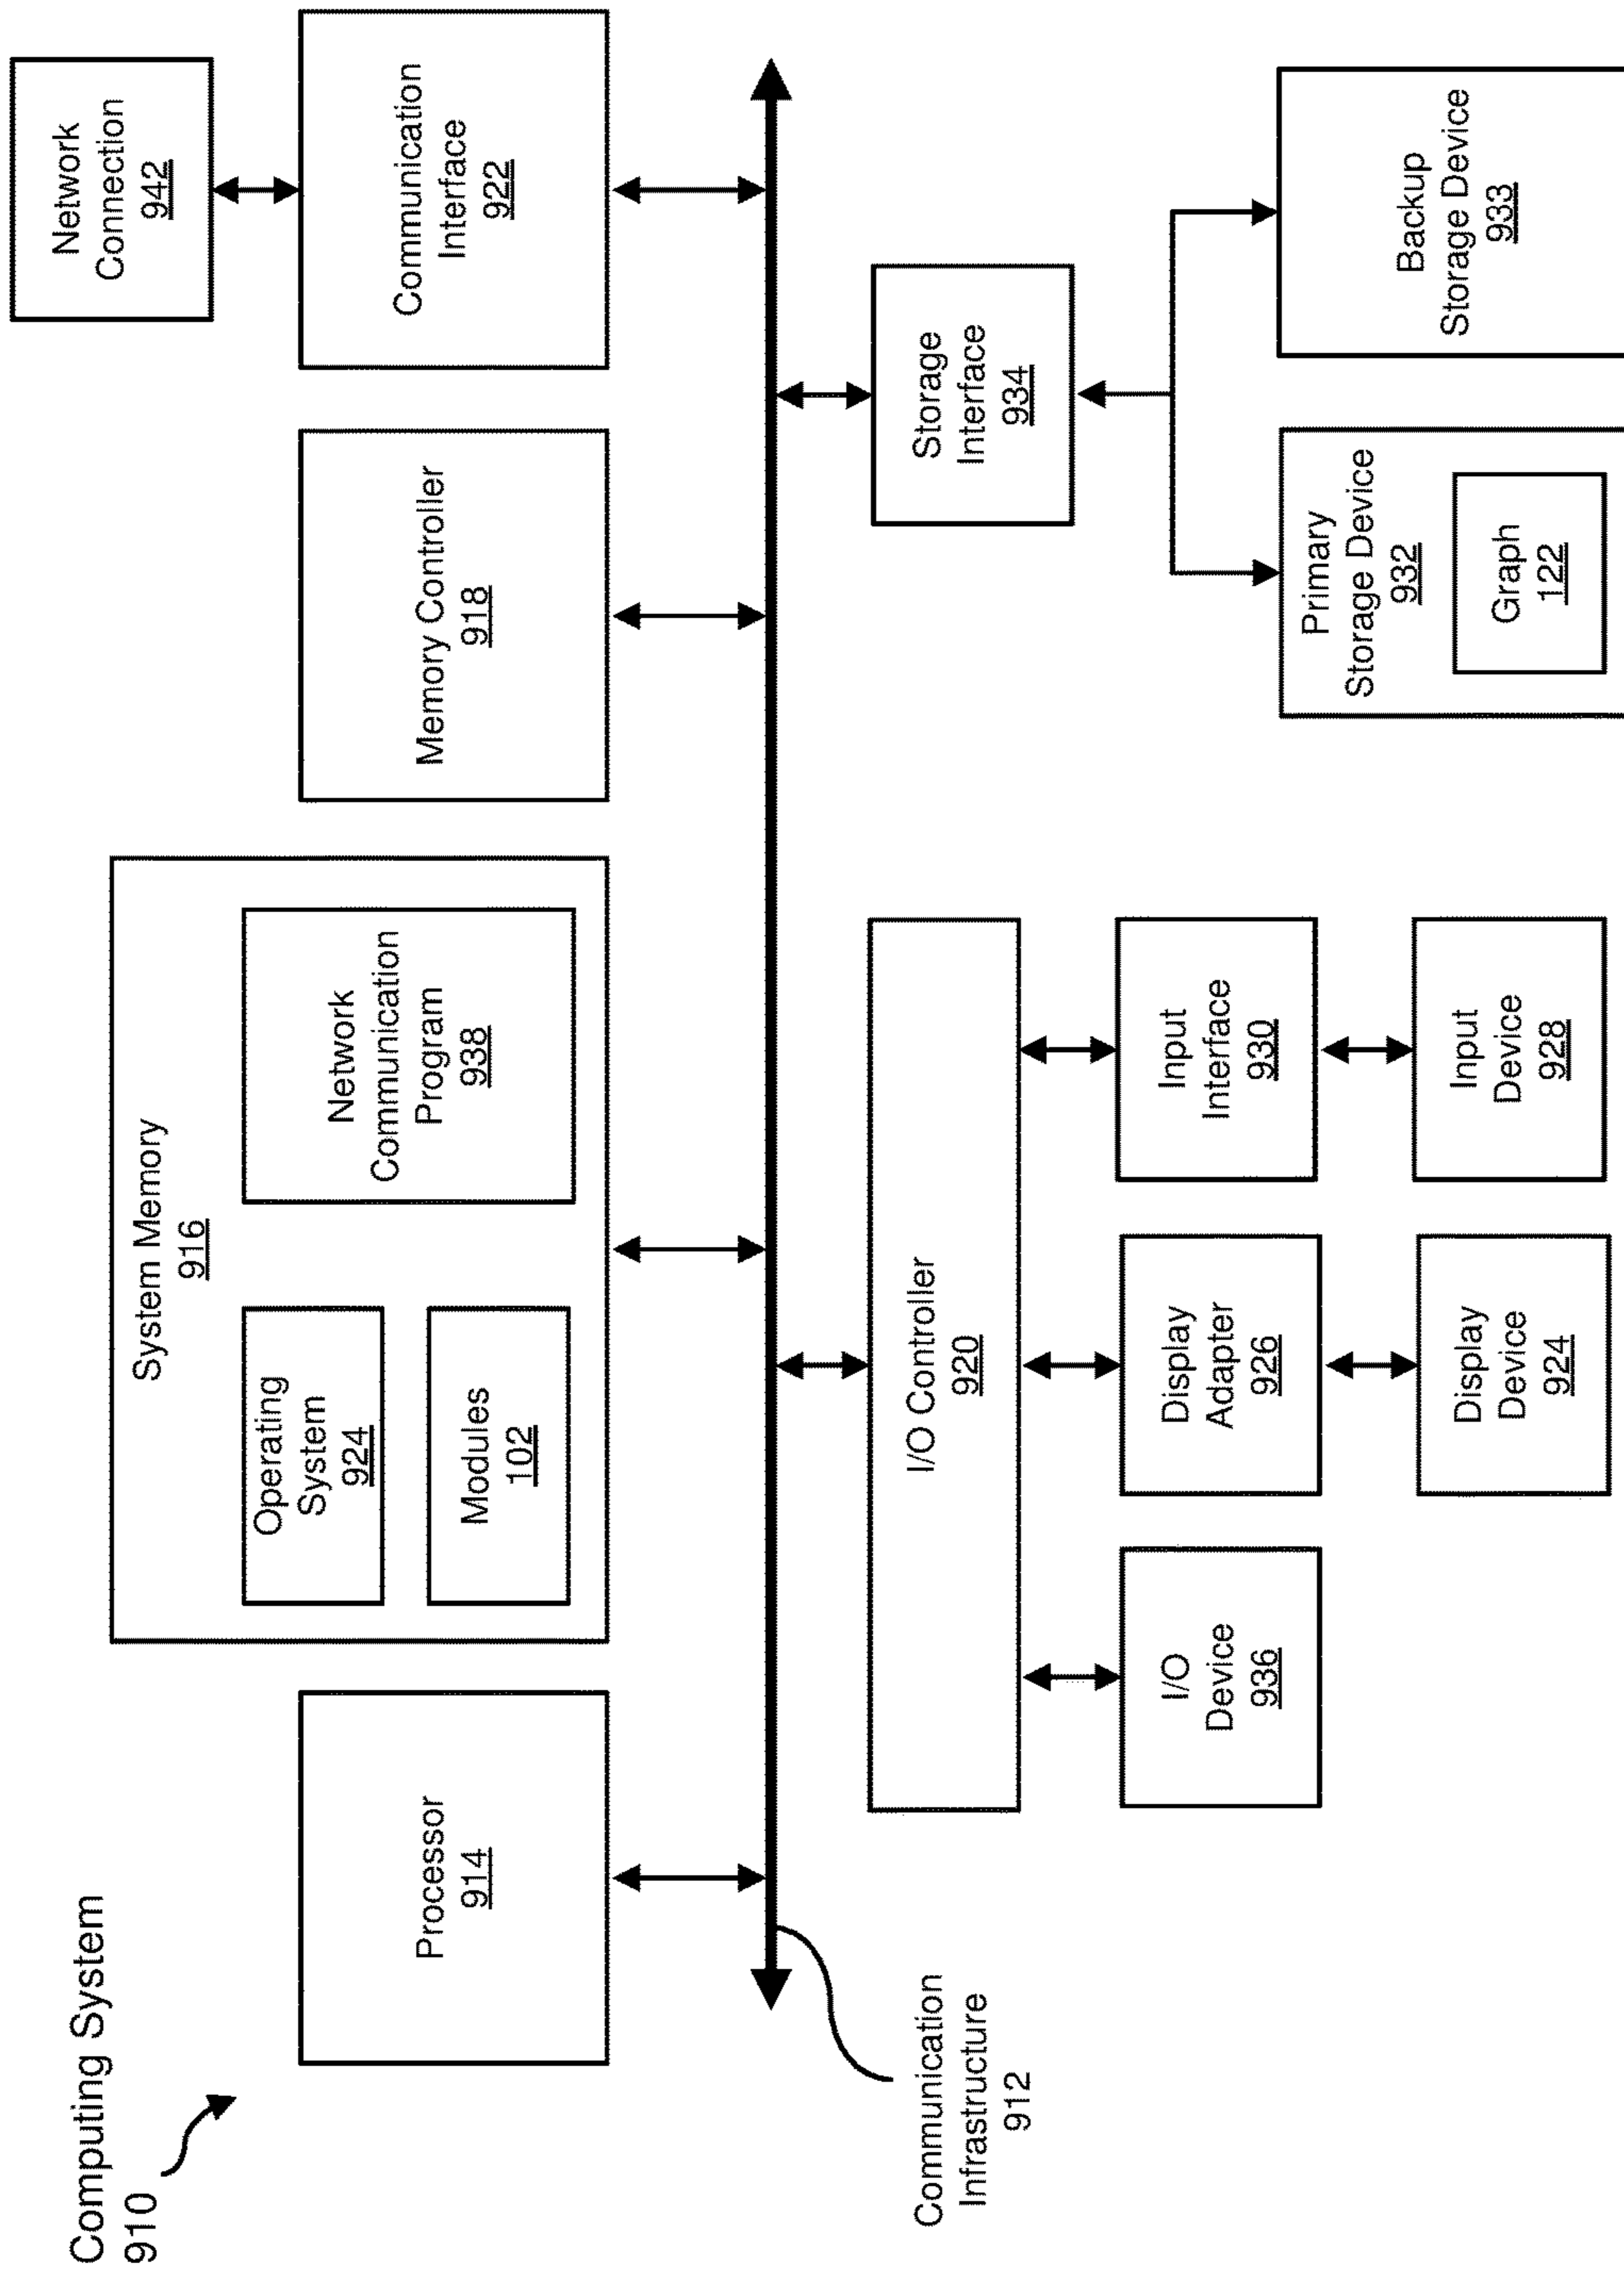 Computing System
910
Processor
914
System Memory
916
Operating
System
924
Modules
102
Network
Communication
Program
938
Memory Controller
918
Communication
Interface
922
Network
Connection
942
Communication
Infrastructure
912
I/O Controller
920
I/O
Device
936
Display
Adapter
926
Input
Interface
930
Display
Device
924
Input
Device
928
Storage
Interface
934
Primary
Storage Device
932
Graph
122
Backup
Storage Device
933